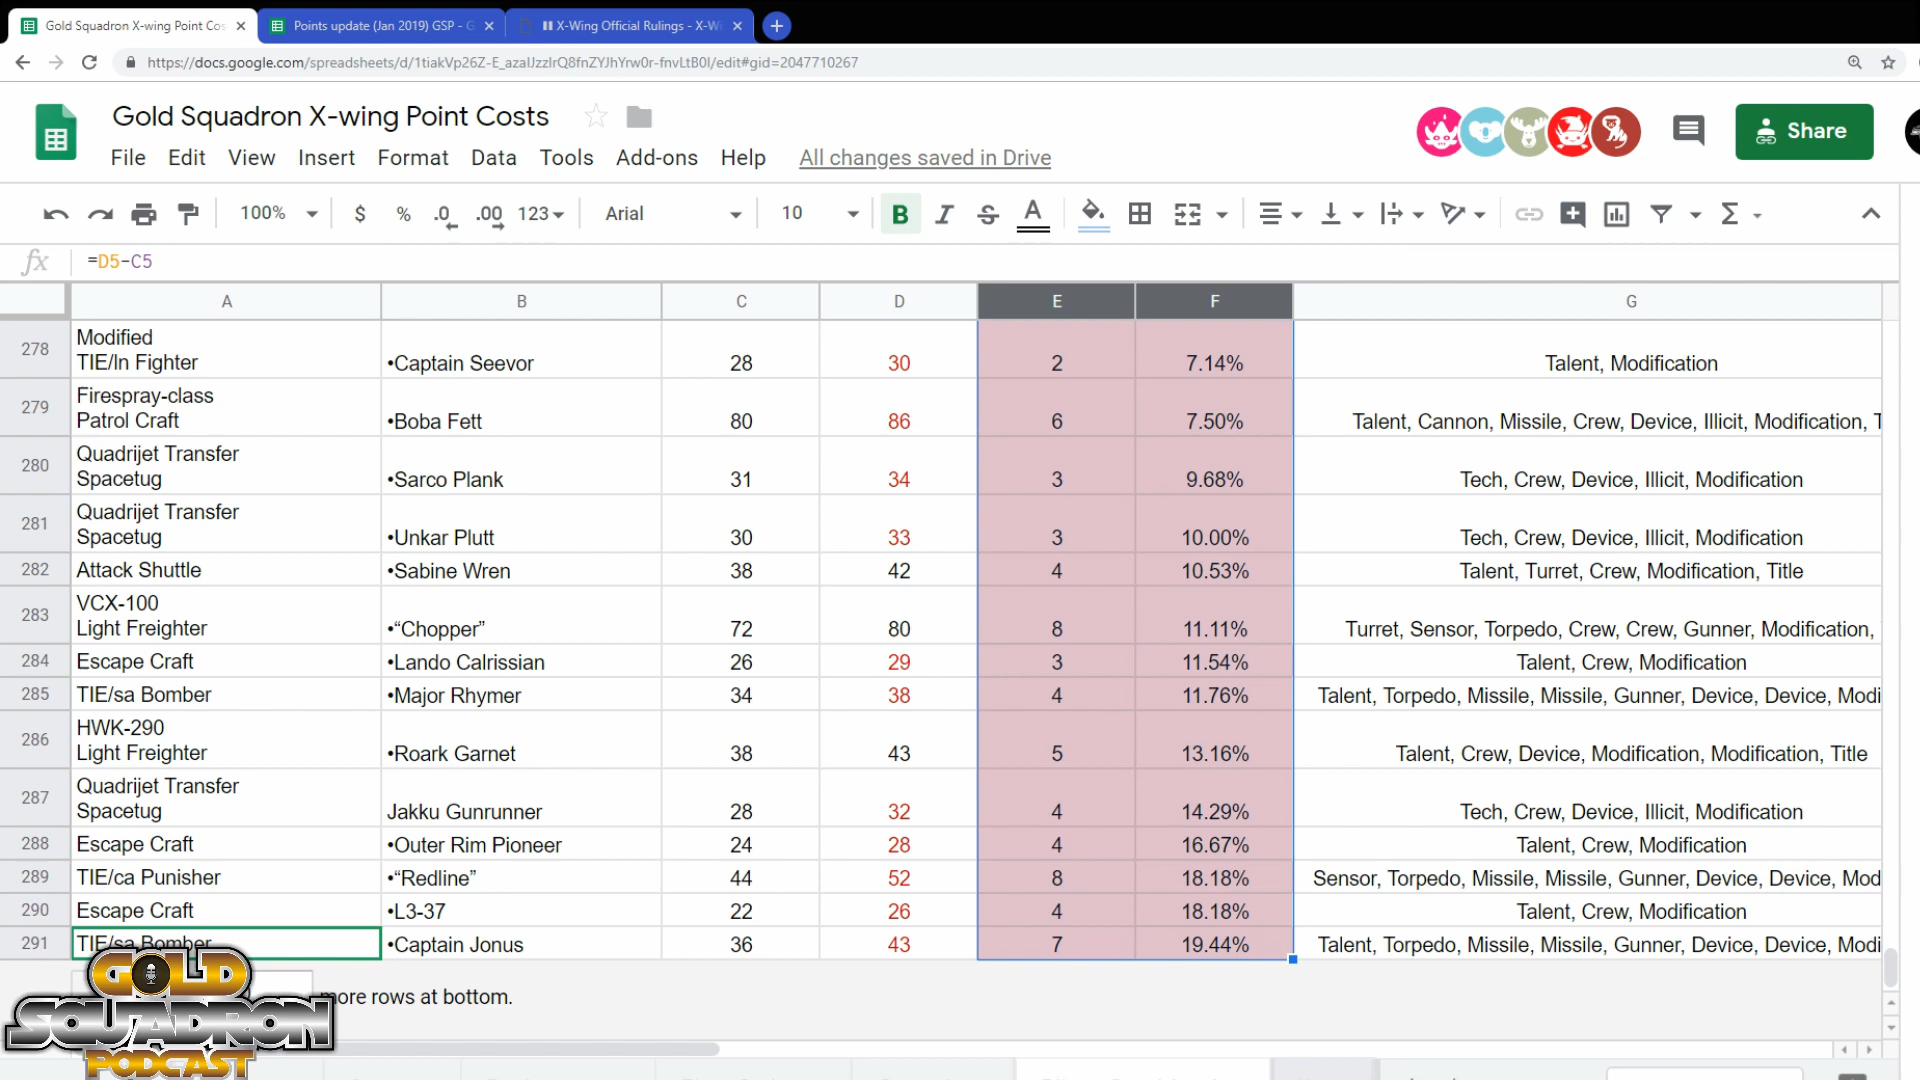 Gold Squadron X-wing Point Cos
Points update (Jan 2019) GSP - G
X-Wing Official Rulings - X-Wi
https://docs.google.com/spreadsheets/d/1tiakVp26Z-E_azaIJzzIrQ8fnZYJhYrw0r-fnvLtB0I/edit#gid=2047710267
Gold Squadron X-wing Point Costs
Share
File Edit View Insert Format Data Tools Add-ons Help All changes saved in Drive
100% $ % .0 .00 123 Arial 10 B I S A Σ
fx =D5-C5
A B C D E F G
278 Modified
TIE/ln Fighter •Captain Seevor 28 30 2 7.14% Talent, Modification
279 Firespray-class
Patrol Craft •Boba Fett 80 86 6 7.50% Talent, Cannon, Missile, Crew, Device, Illicit, Modification, T
280 Quadrijet Transfer
Spacetug •Sarco Plank 31 34 3 9.68% Tech, Crew, Device, Illicit, Modification
281 Quadrijet Transfer
Spacetug •Unkar Plutt 30 33 3 10.00% Tech, Crew, Device, Illicit, Modification
282 Attack Shuttle •Sabine Wren 38 42 4 10.53% Talent, Turret, Crew, Modification, Title
283 VCX-100
Light Freighter •“Chopper” 72 80 8 11.11% Turret, Sensor, Torpedo, Crew, Crew, Gunner, Modification,
284 Escape Craft •Lando Calrissian 26 29 3 11.54% Talent, Crew, Modification
285 TIE/sa Bomber •Major Rhymer 34 38 4 11.76% Talent, Torpedo, Missile, Missile, Gunner, Device, Device, Modi
286 HWK-290
Light Freighter •Roark Garnet 38 43 5 13.16% Talent, Crew, Device, Modification, Modification, Title
287 Quadrijet Transfer
Spacetug Jakku Gunrunner 28 32 4 14.29% Tech, Crew, Device, Illicit, Modification
288 Escape Craft •Outer Rim Pioneer 24 28 4 16.67% Talent, Crew, Modification
289 TIE/ca Punisher •“Redline” 44 52 8 18.18% Sensor, Torpedo, Missile, Missile, Gunner, Device, Device, Mod
290 Escape Craft •L3-37 22 26 4 18.18% Talent, Crew, Modification
291 TIE/sa Bomber •Captain Jonus 36 43 7 19.44% Talent, Torpedo, Missile, Missile, Gunner, Device, Device, Modi
more rows at bottom.
GOLD
SQUADRON
PODCAST